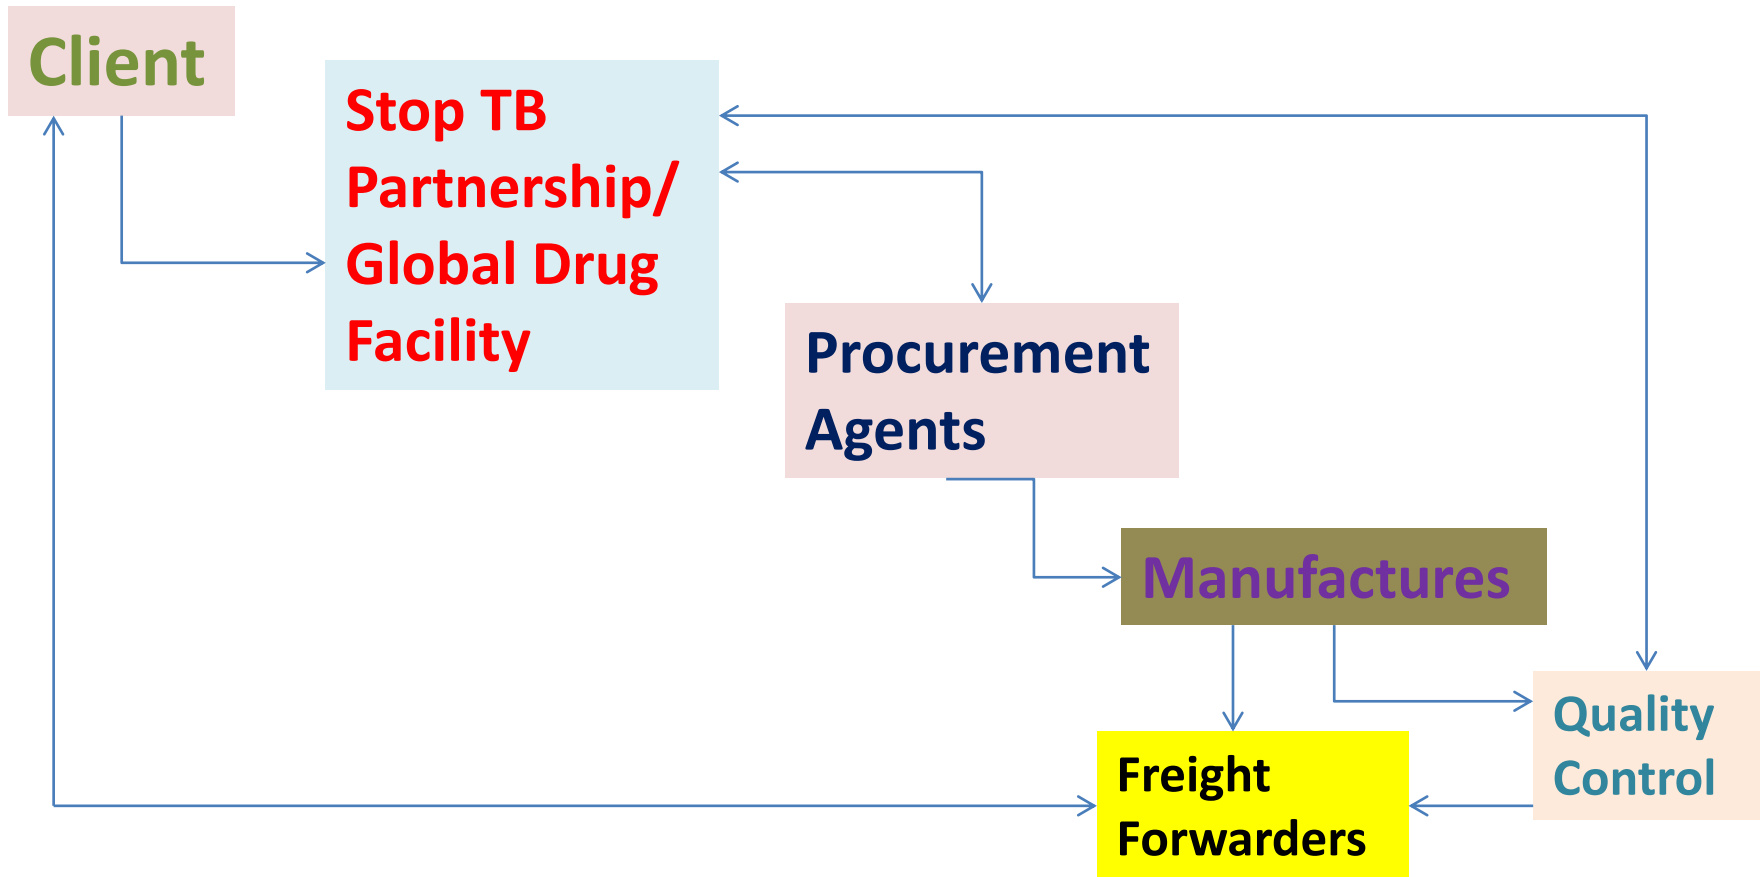 Client
Stop TB
Partnership/
Global Drug
Facility
Procurement
Agents
Manufactures
Quality
Control
Freight
Forwarders